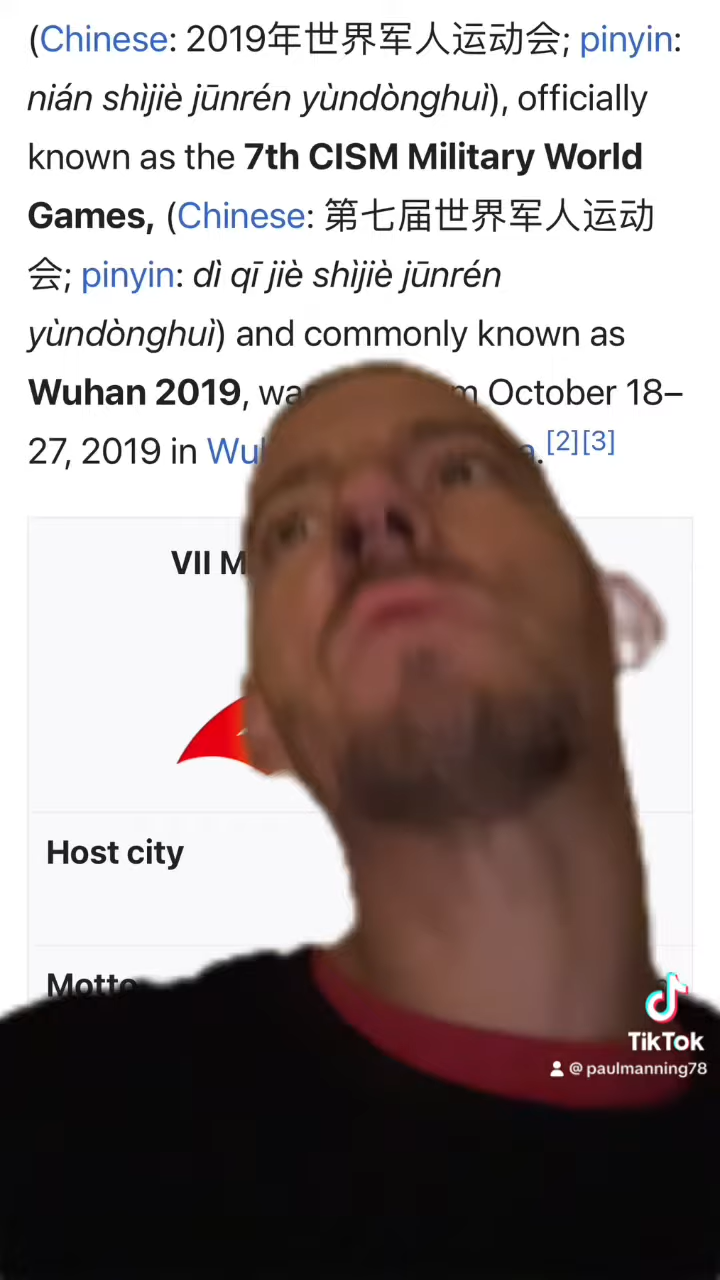 (Chinese: 2019年世界军人运动会; pinyin:
nián shìjiè jūnrén yùndònghuì), officially
known as the 7th CISM Military World
Games, (Chinese: 第七届世界军人运动
会; pinyin: dì qī jiè shìjiè jūnrén
yùndònghuì) and commonly known as
Wuhan 2019, October 18–
27, 2019 in .[2][3]
VII
Host city
Motto
TikTok
@paulmanning78